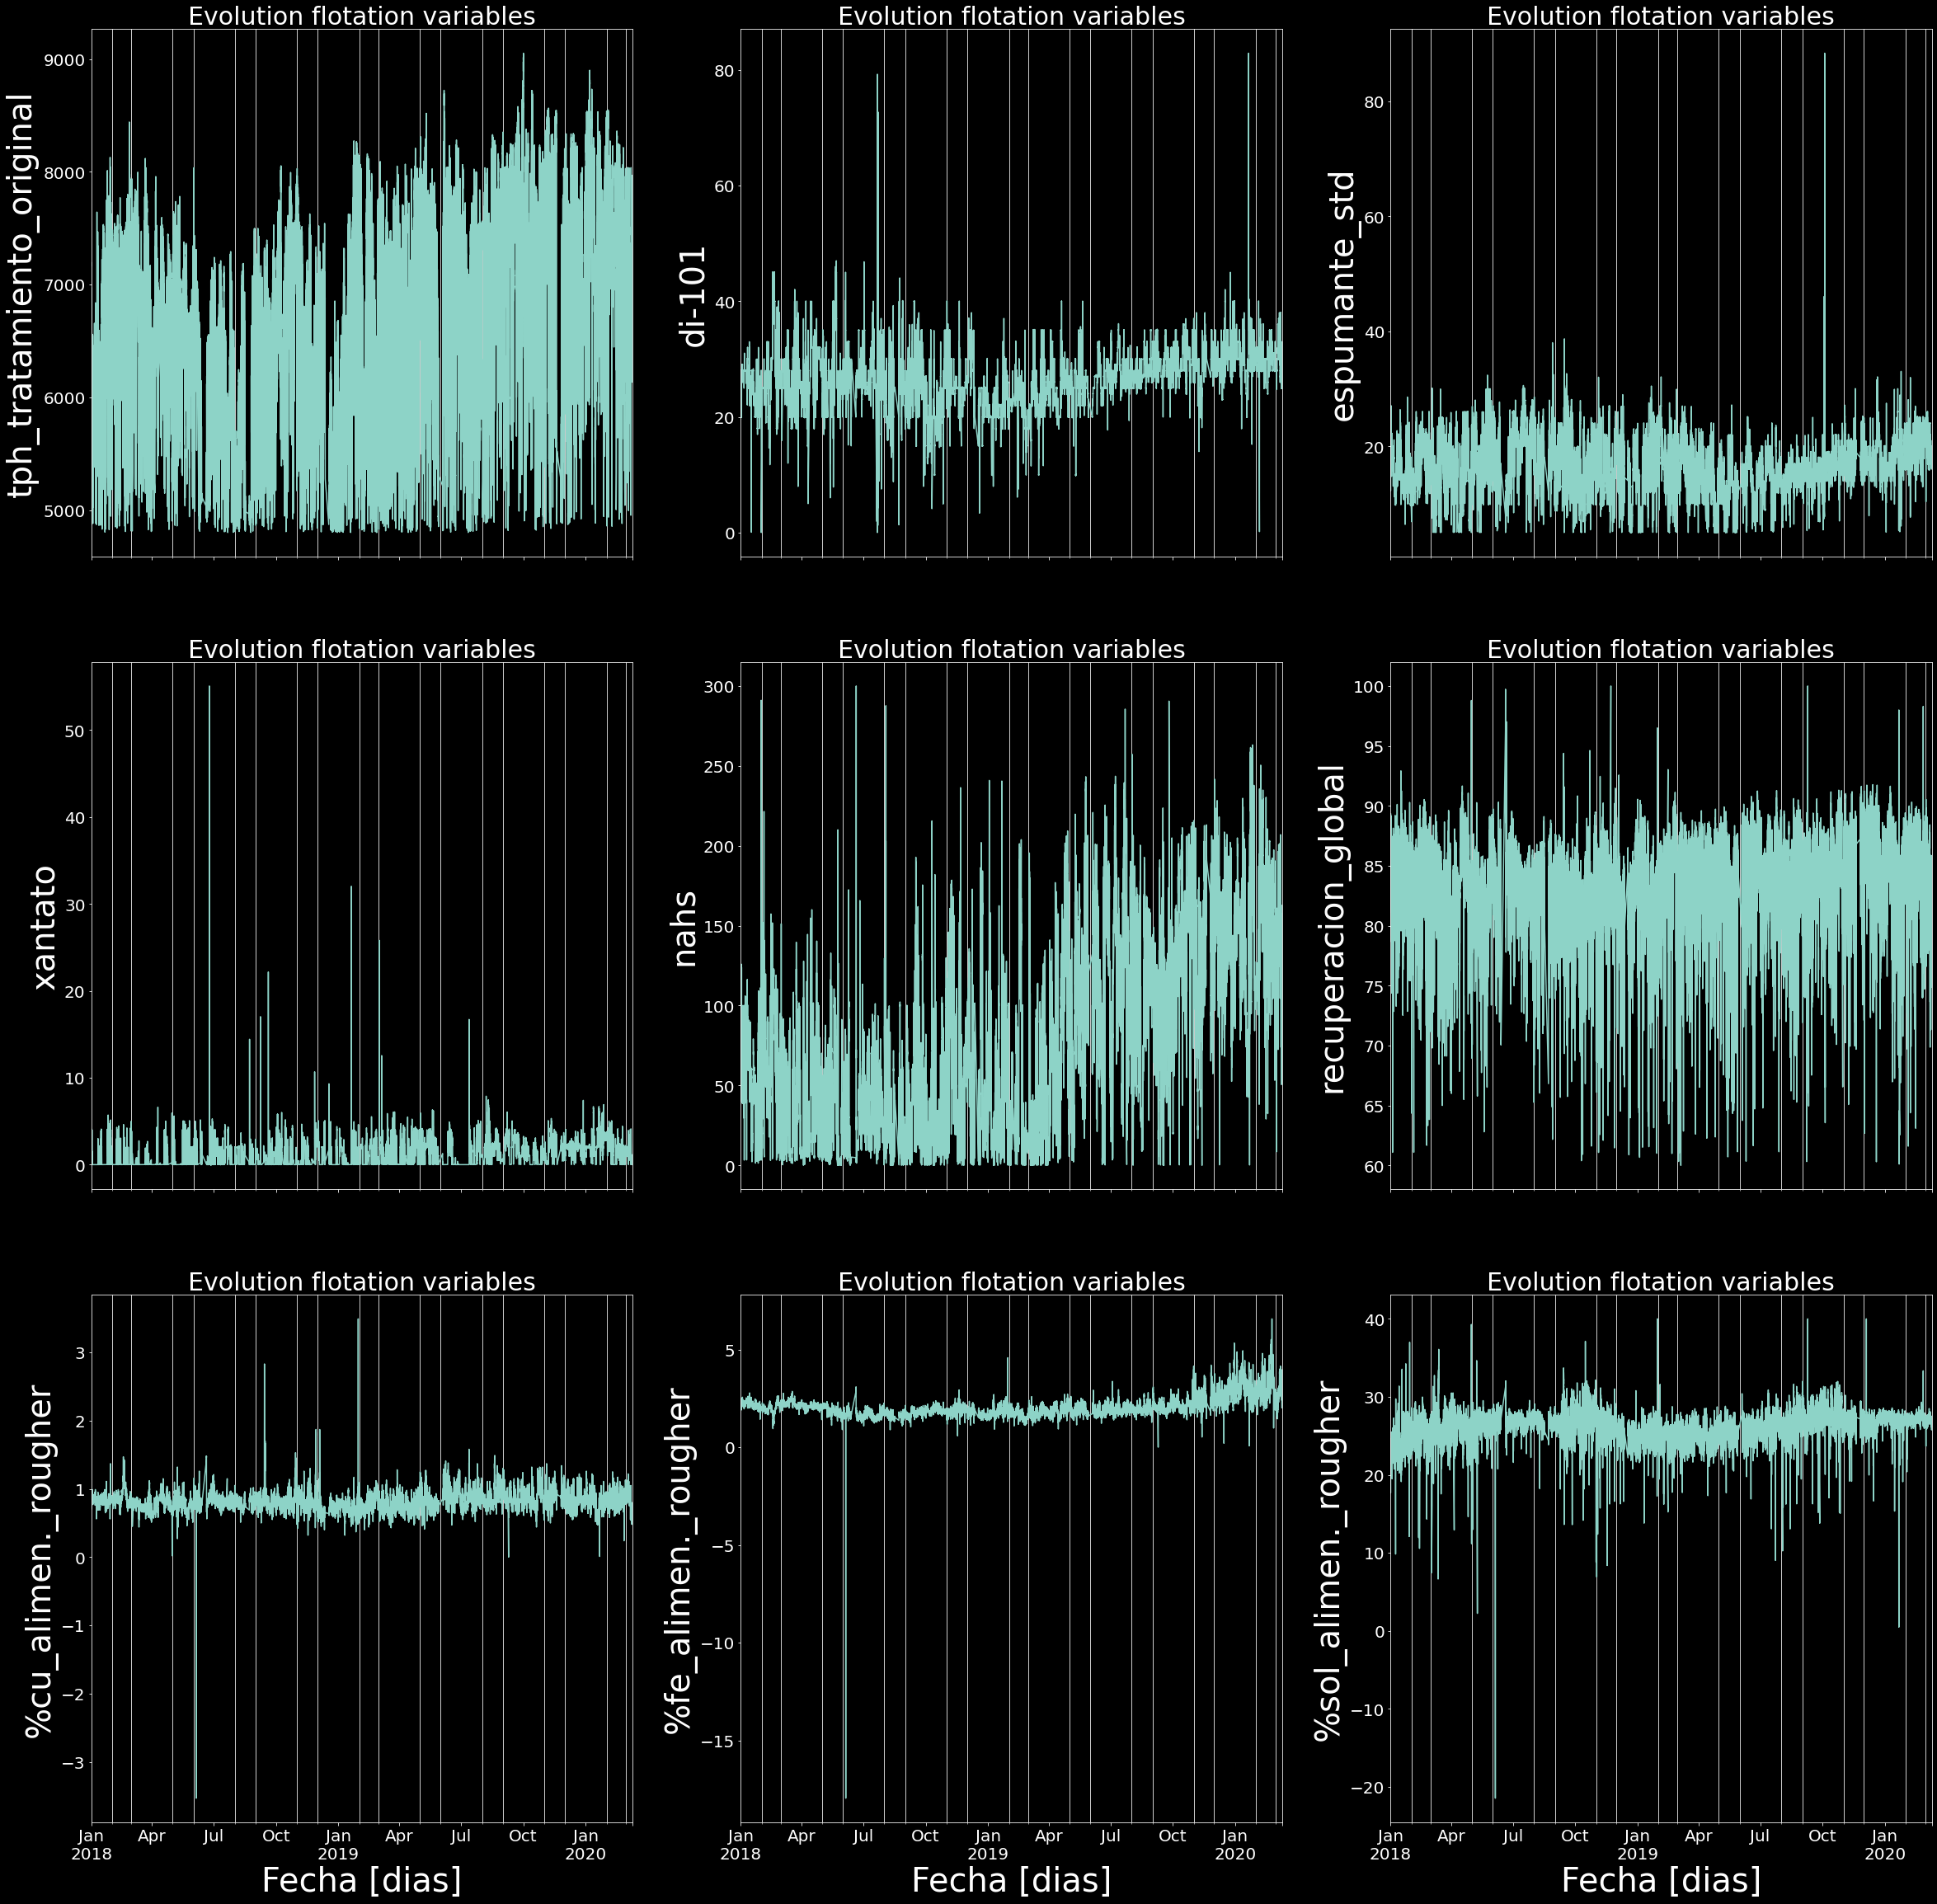 Evolution flotation variables
Evolution flotation variables
Evolution flotation variables
tph_tratamiento_original
9000
8000
7000
6000
5000
di-101
80
60
40
20
0
espumante_std
80
60
40
20
Evolution flotation variables
Evolution flotation variables
Evolution flotation variables
xantato
50
40
30
20
10
0
nahs
300
250
200
150
100
50
0
recuperacion_global
100
95
90
85
80
75
70
65
60
Evolution flotation variables
Evolution flotation variables
Evolution flotation variables
%cu_alimen._rougher
3
2
1
0
−1
−2
−3
%fe_alimen._rougher
5
0
−5
−10
−15
%sol_alimen._rougher
40
30
20
10
0
−10
−20
Jan Apr Jul Oct Jan Apr Jul Oct Jan
2018 2019 2020
Fecha [dias]
Jan Apr Jul Oct Jan Apr Jul Oct Jan
2018 2019 2020
Fecha [dias]
Jan Apr Jul Oct Jan Apr Jul Oct Jan
2018 2019 2020
Fecha [dias]